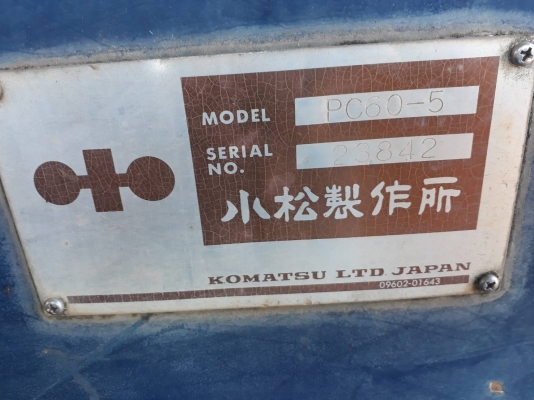 MODEL PC60-5
SERIAL NO. 23842
小松製作所
KOMATSU LTD JAPAN
09602-01643